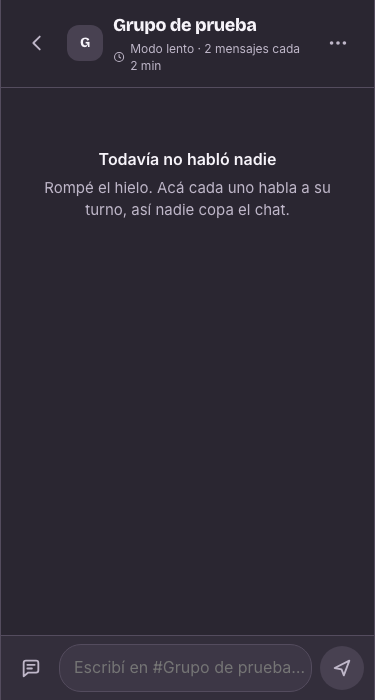 Grupo de prueba
G
Modo lento · 2 mensajes cada
2 min
Todavía no habló nadie
Rompé el hielo. Acá cada uno habla a su
turno, así nadie copa el chat.
Escribí en #Grupo de prueba...